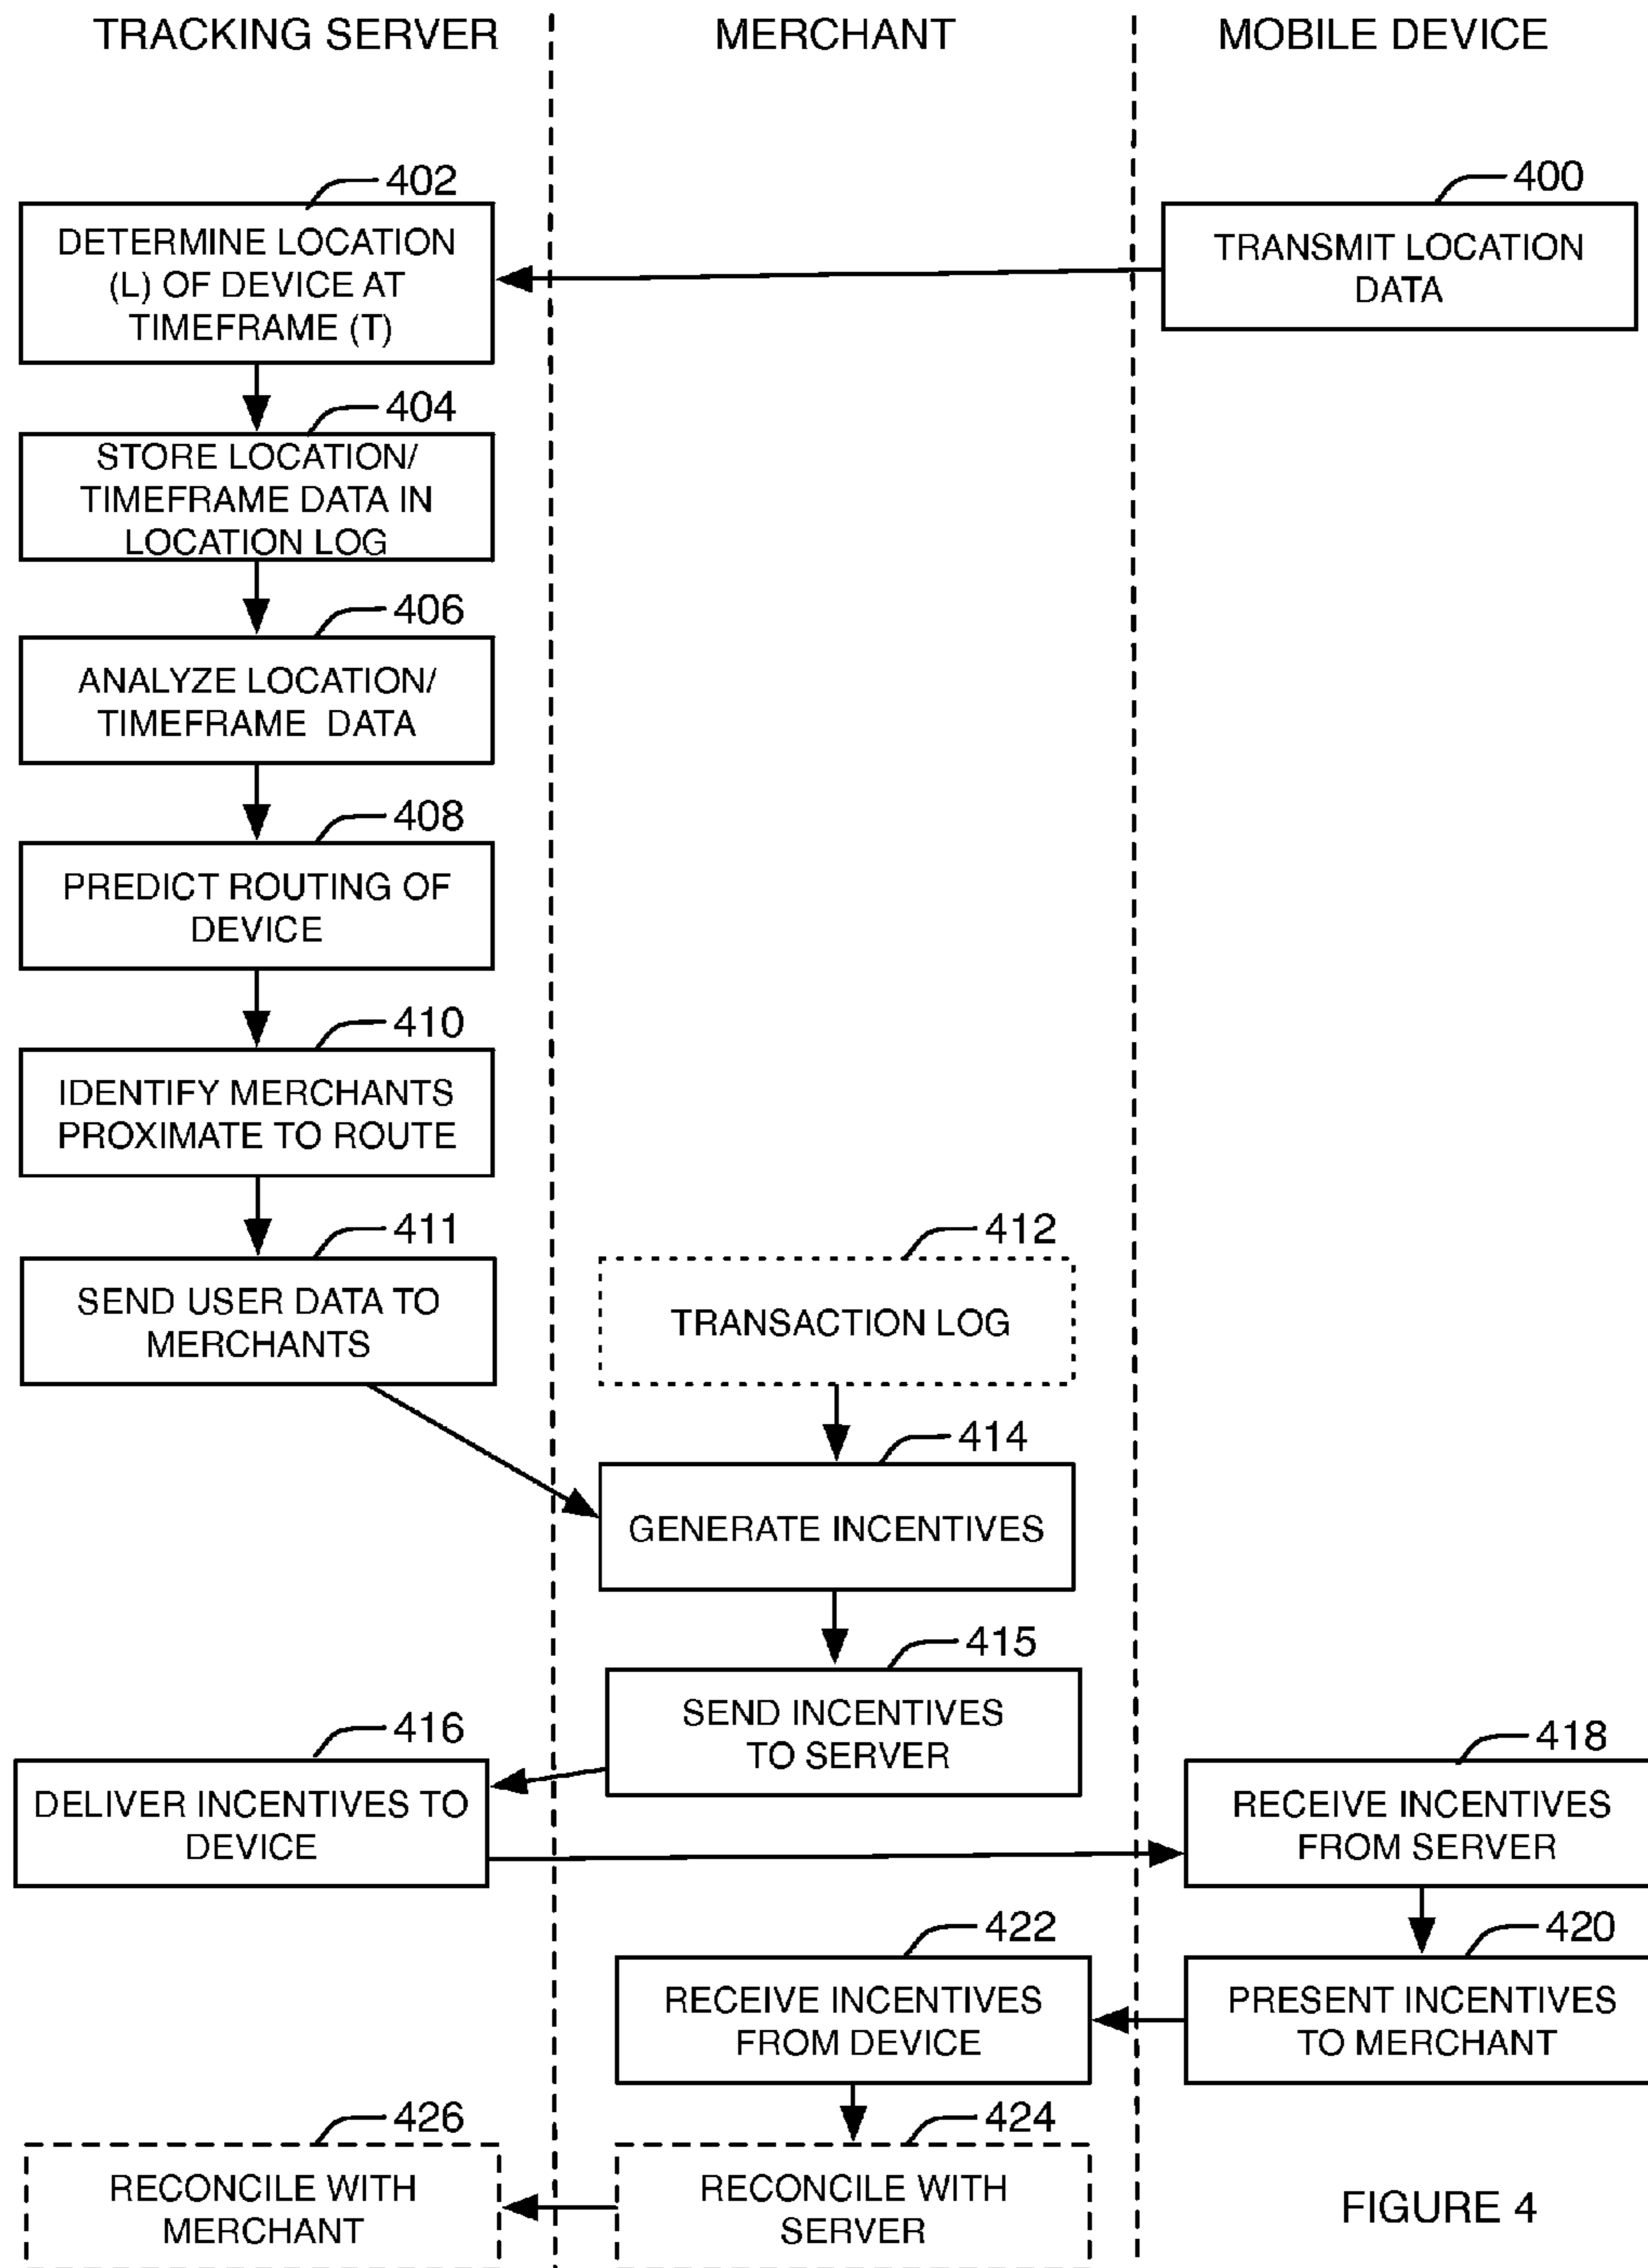 TRACKING SERVER
MERCHANT
MOBILE DEVICE
402
DETERMINE LOCATION
(L) OF DEVICE AT
TIMEFRAME (T)
400
TRANSMIT LOCATION
DATA
404
STORE LOCATION/
TIMEFRAME DATA IN
LOCATION LOG
406
ANALYZE LOCATION/
TIMEFRAME DATA
408
PREDICT ROUTING OF
DEVICE
410
IDENTIFY MERCHANTS
PROXIMATE TO ROUTE
411
SEND USER DATA TO
MERCHANTS
412
TRANSACTION LOG
414
GENERATE INCENTIVES
415
SEND INCENTIVES
TO SERVER
416
DELIVER INCENTIVES TO
DEVICE
418
RECEIVE INCENTIVES
FROM SERVER
420
PRESENT INCENTIVES
TO MERCHANT
422
RECEIVE INCENTIVES
FROM DEVICE
424
RECONCILE WITH
SERVER
426
RECONCILE WITH
MERCHANT
FIGURE 4